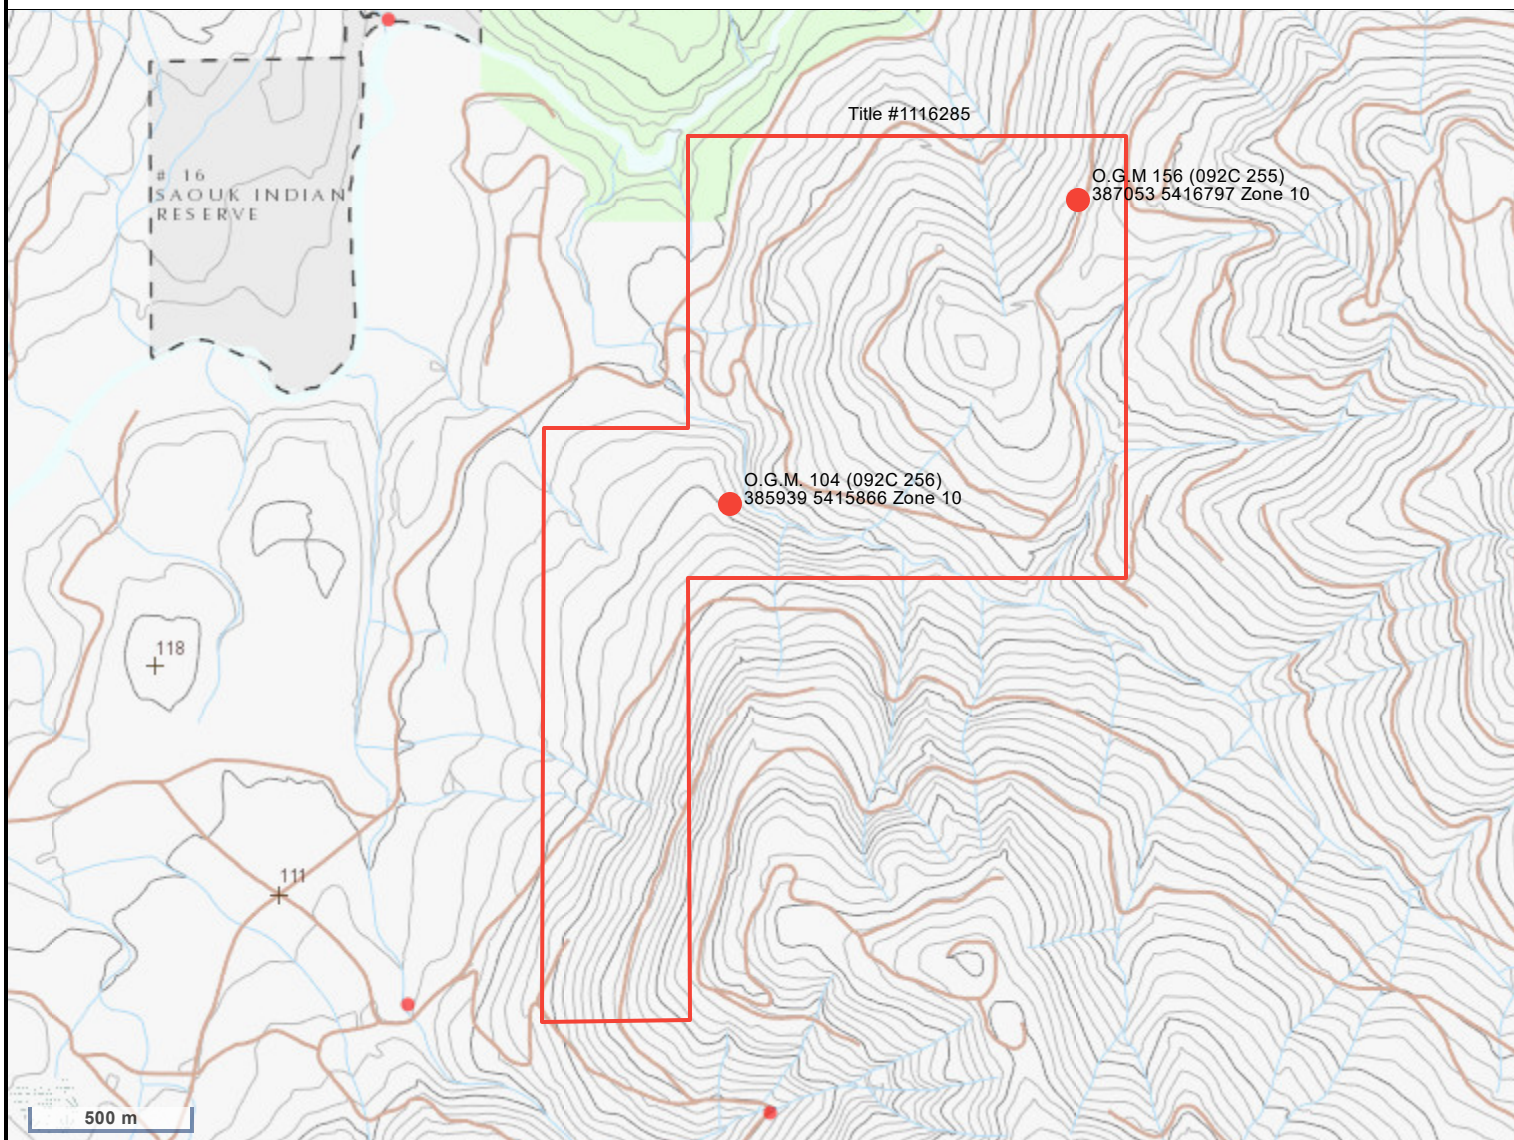 Title #1116285
# 16
SAOUK INDIAN
RESERVE
O.G.M 156 (092C 255)
387053 5416797 Zone 10
O.G.M. 104 (092C 256)
385939 5415866 Zone 10
118
111
500 m